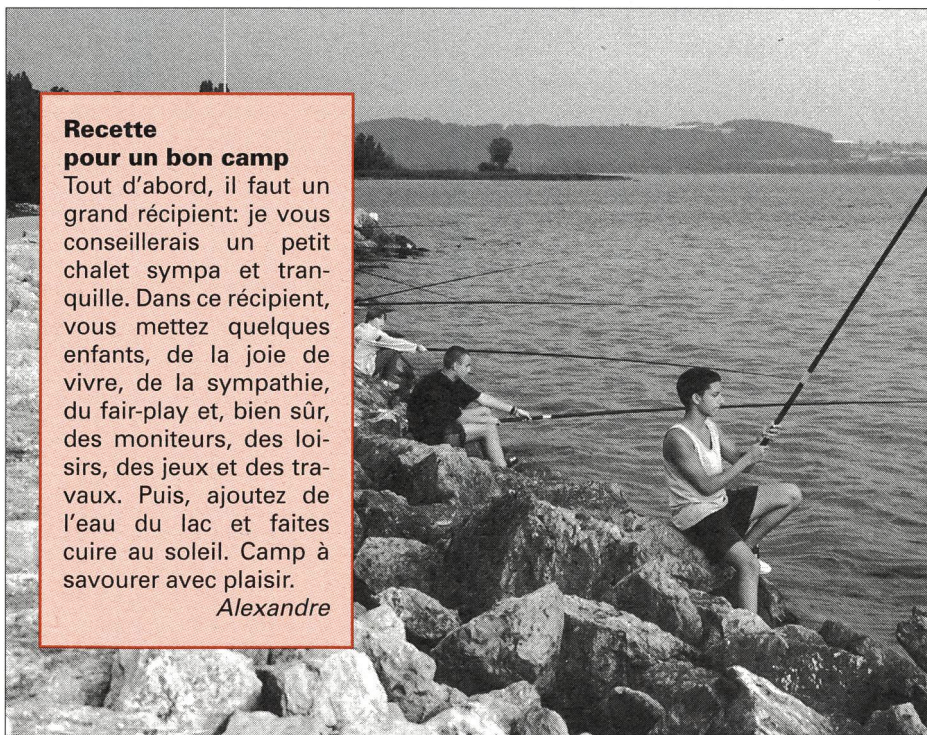 Recette
pour un bon camp
Tout d'abord, il faut un
grand récipient: je vous
conseillerais un petit
chalet sympa et tran-
quille. Dans ce récipient,
vous mettez quelques
enfants, de la joie de
vivre, de la sympathie,
du fair-play et, bien sûr,
des moniteurs, des loi-
sirs, des jeux et des tra-
vaux. Puis, ajoutez de
l'eau du lac et faites
cuire au soleil. Camp à
savourer avec plaisir.
Alexandre